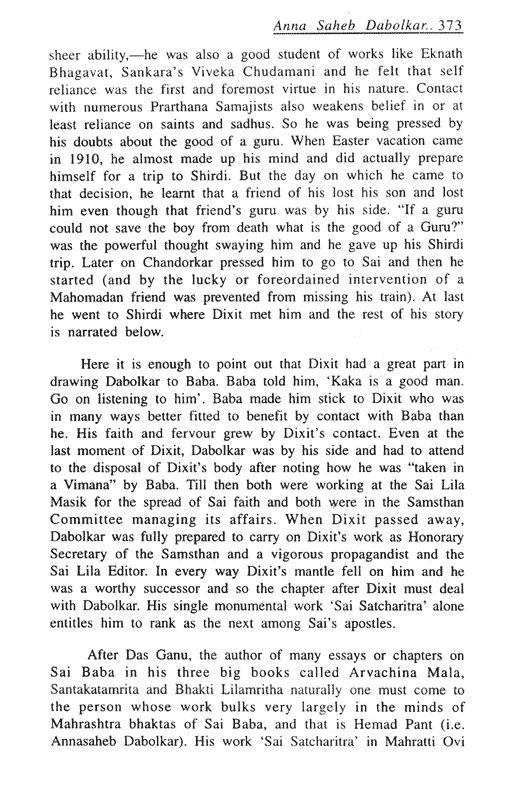 Anna Saheb Dabolkar.. 373
sheer ability,—he was also a good student of works like Eknath
Bhagavat, Sankara's Viveka Chudamani and he felt that self
reliance was the first and foremost virtue in his nature. Contact
with numerous Prarthana Samajists also weakens belief in or at
least reliance on saints and sadhus. So he was being pressed by
his doubts about the good of a guru. When Easter vacation came
in 1910, he almost made up his mind and did actually prepare
himself for a trip to Shirdi. But the day on which he came to
that decision, he learnt that a friend of his lost his son and lost
him even though that friend's guru was by his side. “If a guru
could not save the boy from death what is the good of a Guru?”
was the powerful thought swaying him and he gave up his Shirdi
trip. Later on Chandorkar pressed him to go to Sai and then he
started (and by the lucky or foreordained intervention of a
Mahomadan friend was prevented from missing his train). At last
he went to Shirdi where Dixit met him and the rest of his story
is narrated below.
Here it is enough to point out that Dixit had a great part in
drawing Dabolkar to Baba. Baba told him, ‘Kaka is a good man.
Go on listening to him’. Baba made him stick to Dixit who was
in many ways better fitted to benefit by contact with Baba than
he. His faith and fervour grew by Dixit's contact. Even at the
last moment of Dixit, Dabolkar was by his side and had to attend
to the disposal of Dixit's body after noting how he was “taken in
a Vimana” by Baba. Till then both were working at the Sai Lila
Masik for the spread of Sai faith and both were in the Samsthan
Committee managing its affairs. When Dixit passed away,
Dabolkar was fully prepared to carry on Dixit's work as Honorary
Secretary of the Samsthan and a vigorous propagandist and the
Sai Lila Editor. In every way Dixit's mantle fell on him and he
was a worthy successor and so the chapter after Dixit must deal
with Dabolkar. His single monumental work ‘Sai Satcharitra’ alone
entitles him to rank as the next among Sai's apostles.
After Das Ganu, the author of many essays or chapters on
Sai Baba in his three big books called Arvachina Mala,
Santakatamrita and Bhakti Lilamritha naturally one must come to
the person whose work bulks very largely in the minds of
Mahrashtra bhaktas of Sai Baba, and that is Hemad Pant (i.e.
Annasaheb Dabolkar). His work ‘Sai Satcharitra’ in Mahratti Ovi